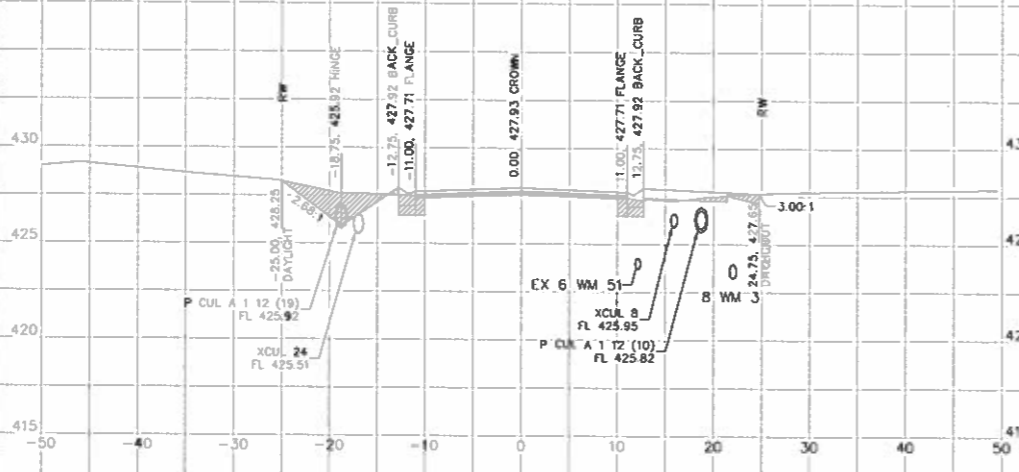 RW
-18.75, 425.92 HINGE
-12.75, 427.92 BACK_CURB
-11.00, 427.71 FLANGE
0.00 427.93 CROWN
11.00, 427.71 FLANGE
12.75, 427.92 BACK_CURB
RW
430
425
420
415
-25.00, 428.25
DAYLIGHT
-2.68:1
P CUL A 1 12 (19)
FL 425.92
XCUL 24
FL 425.51
EX 6 WM 51
XCUL 8
FL 425.95
P CUL A 1 12 (10)
FL 425.82
8 WM 3
24.75, 427.65
3.00:1
42
42
41
-50
-40
-30
-20
-10
0
10
20
30
40
50